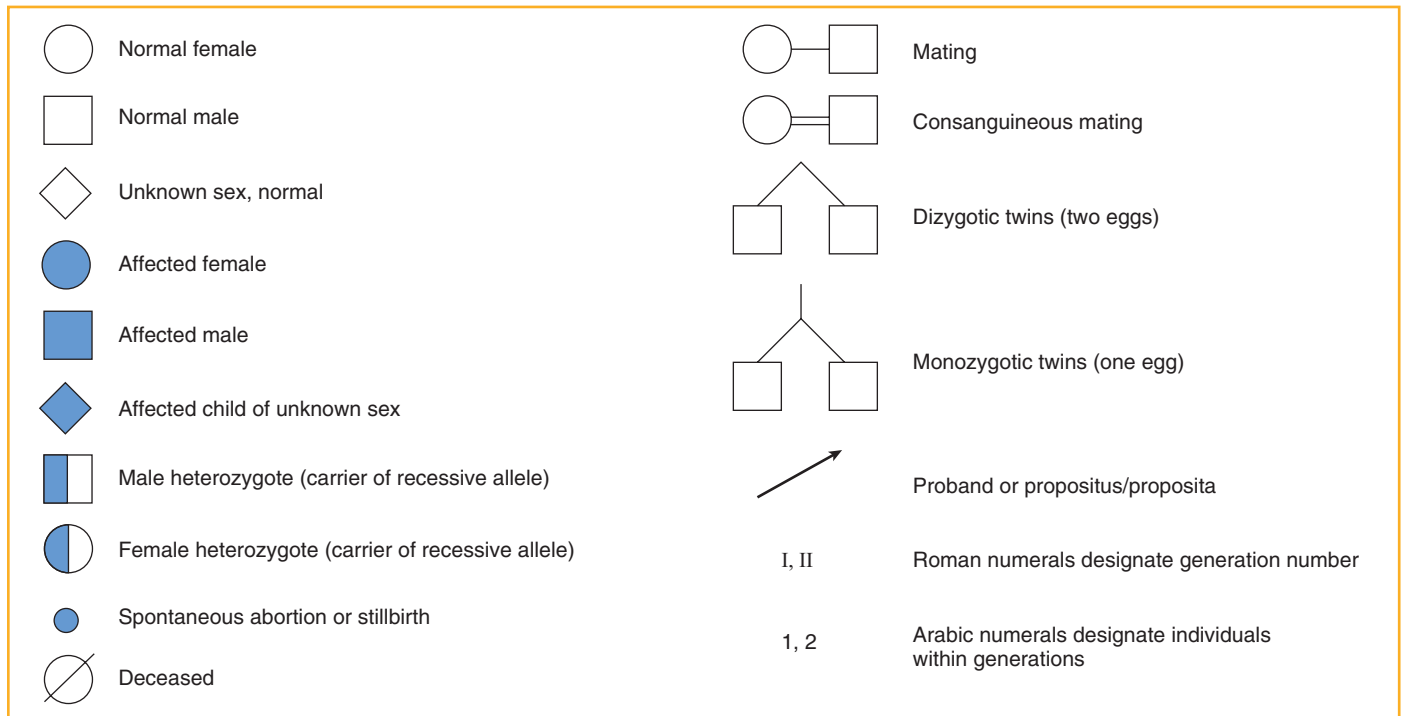 Normal female
Normal male
Unknown sex, normal
Affected female
Affected male
Affected child of unknown sex
Male heterozygote (carrier of recessive allele)
Female heterozygote (carrier of recessive allele)
Spontaneous abortion or stillbirth
Deceased
Mating
Consanguineous mating
Dizygotic twins (two eggs)
Monozygotic twins (one egg)
Proband or propositus/proposita
I, II Roman numerals designate generation number
1, 2 Arabic numerals designate individuals
within generations